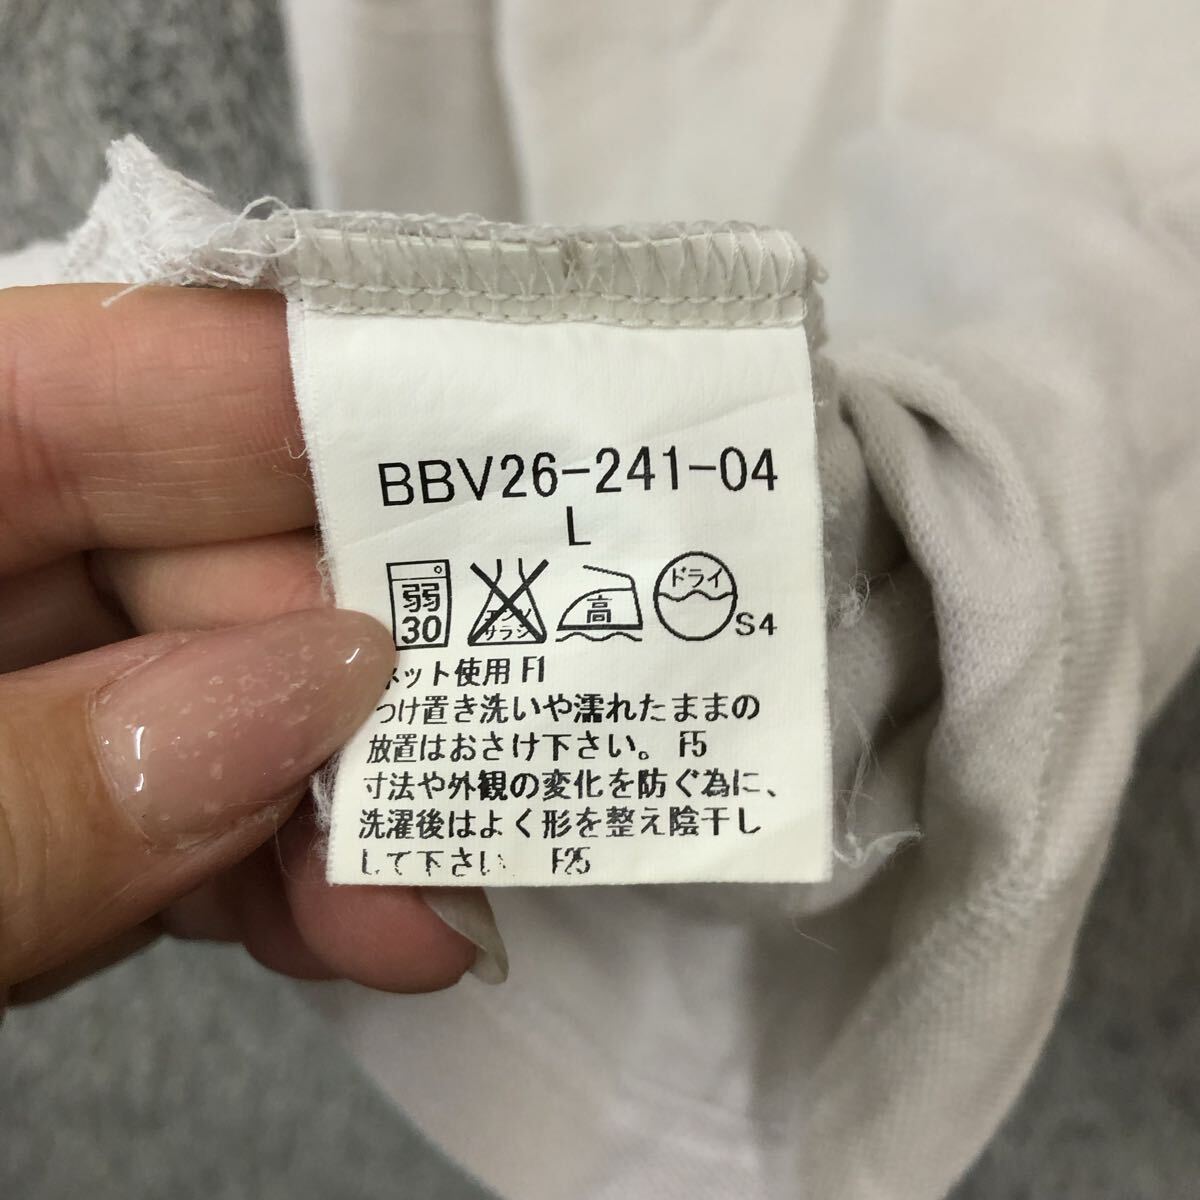 BBV26-241-04
L
弱
30
エンソ
サラシ
高
ドライ
S4
ネット使用 F1
つけ置き洗いや濡れたままの
放置はおさけ下さい。 F5
寸法や外観の変化を防ぐ為に、
洗濯後はよく形を整え陰干し
して下さい F25